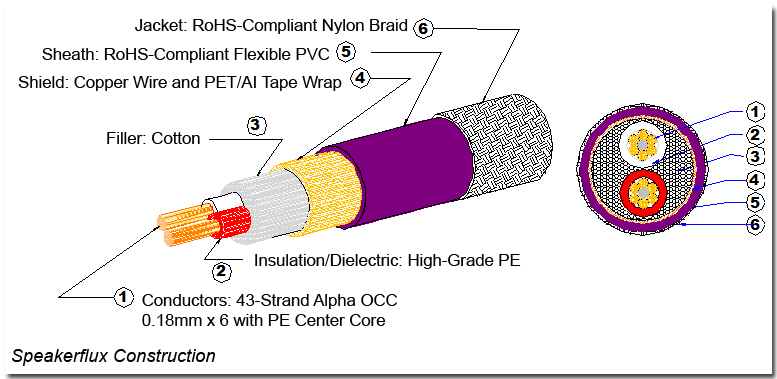 Jacket: RoHS-Compliant Nylon Braid 6
Sheath: RoHS-Compliant Flexible PVC 5
Shield: Copper Wire and PET/Al Tape Wrap 4
3
Filler: Cotton
1
2
3
4
5
6
Insulation/Dielectric: High-Grade PE
2
1 Conductors: 43-Strand Alpha OCC
0.18mm x 6 with PE Center Core
Speakerflux Construction